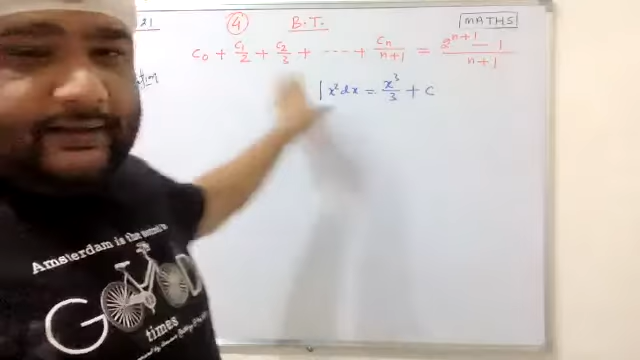 21 ④ B.T. MATHS
C₀ + C₁/2 + C₂/3 + ---- + Cₙ/n+1 = 2ⁿ⁺¹ - 1/n+1
∫x²dx = x³/3 + C
Amsterdam is the
GOOD
times